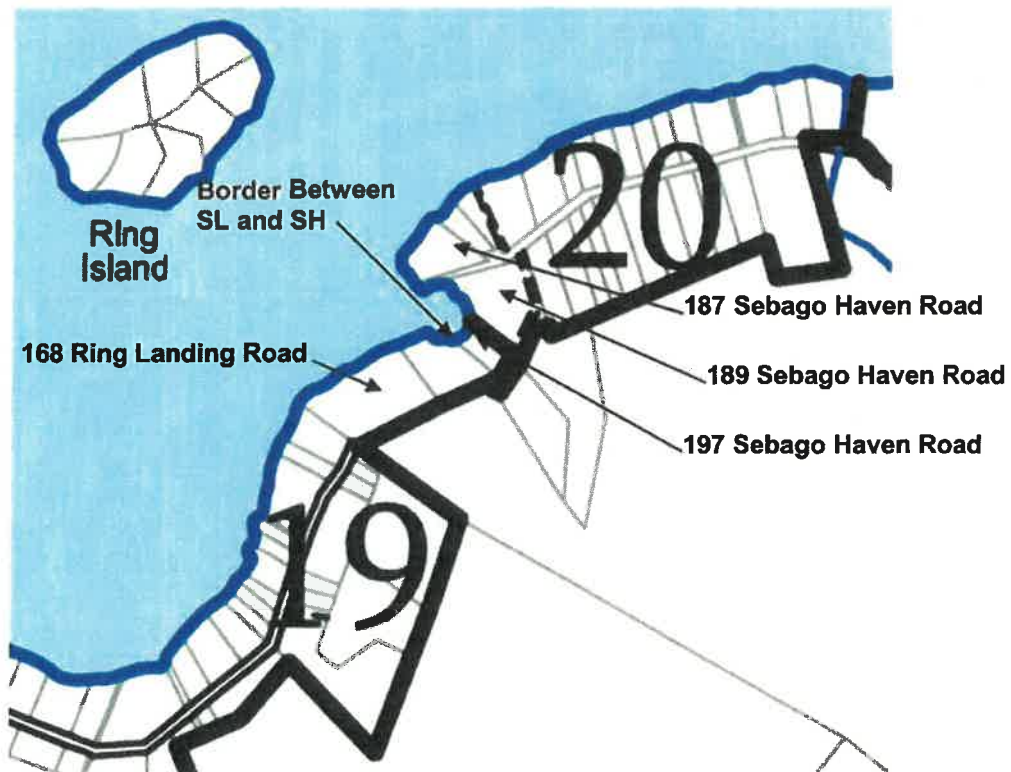 Ring
Island
Border Between
SL and SH
20
187 Sebago Haven Road
168 Ring Landing Road
189 Sebago Haven Road
197 Sebago Haven Road
19